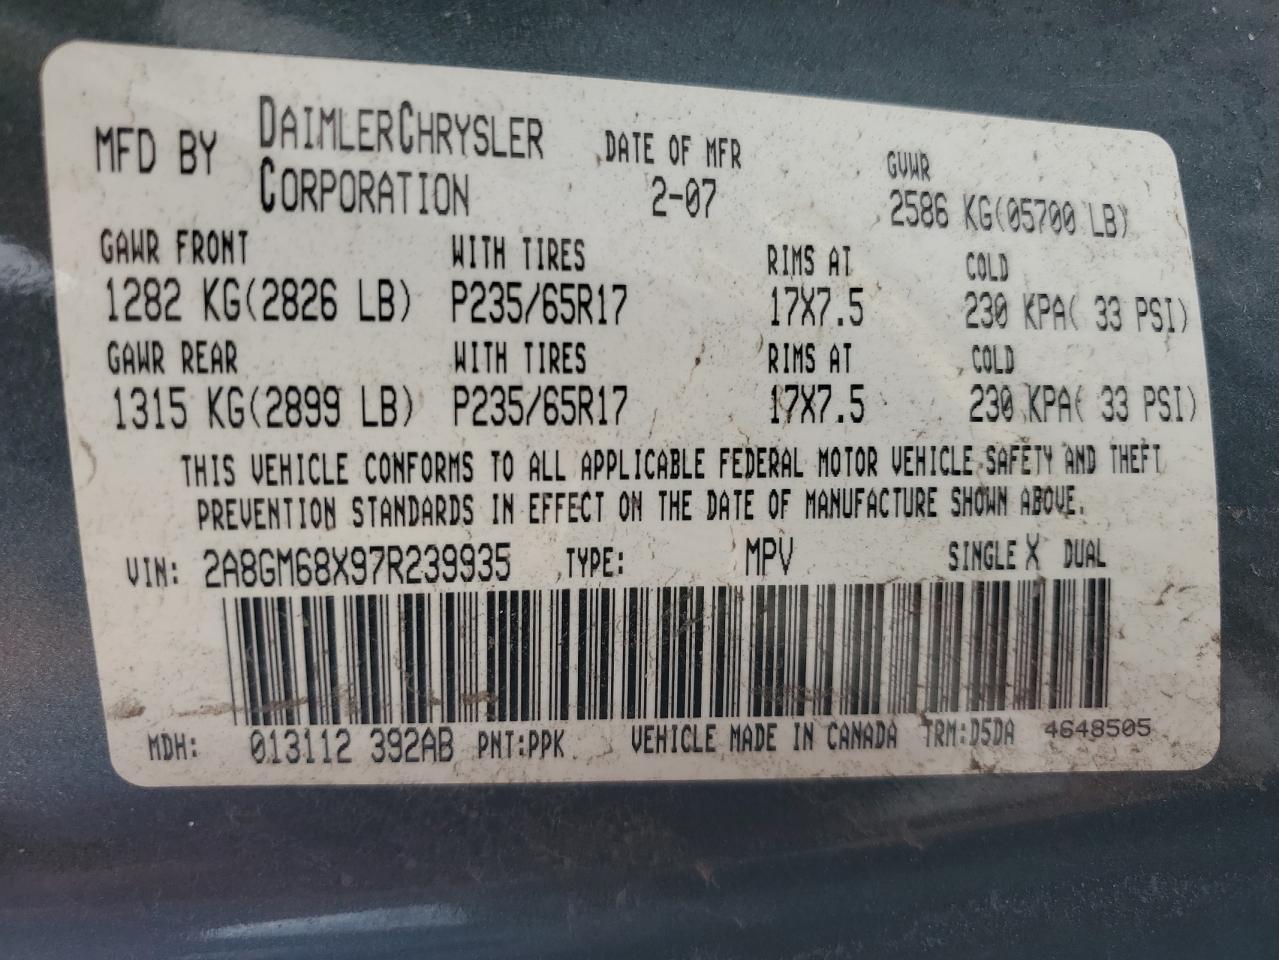 MFD BY DAIMLERCHRYSLER CORPORATION DATE OF MFR 2-07 GVWR 2586 KG(05700 LB)
GAWR FRONT WITH TIRES RIMS AT COLD
1282 KG(2826 LB) P235/65R17 17X7.5 230 KPA( 33 PSI)
GAWR REAR WITH TIRES RIMS AT COLD
1315 KG(2899 LB) P235/65R17 17X7.5 230 KPA( 33 PSI)
THIS VEHICLE CONFORMS TO ALL APPLICABLE FEDERAL MOTOR VEHICLE SAFETY AND THEFT
PREVENTION STANDARDS IN EFFECT ON THE DATE OF MANUFACTURE SHOWN ABOVE.
VIN: 2A8GM68X97R239935 TYPE: MPV SINGLE X DUAL
MDH: 013112 392AB PNT:PPK VEHICLE MADE IN CANADA TRM:D5DA 4648505